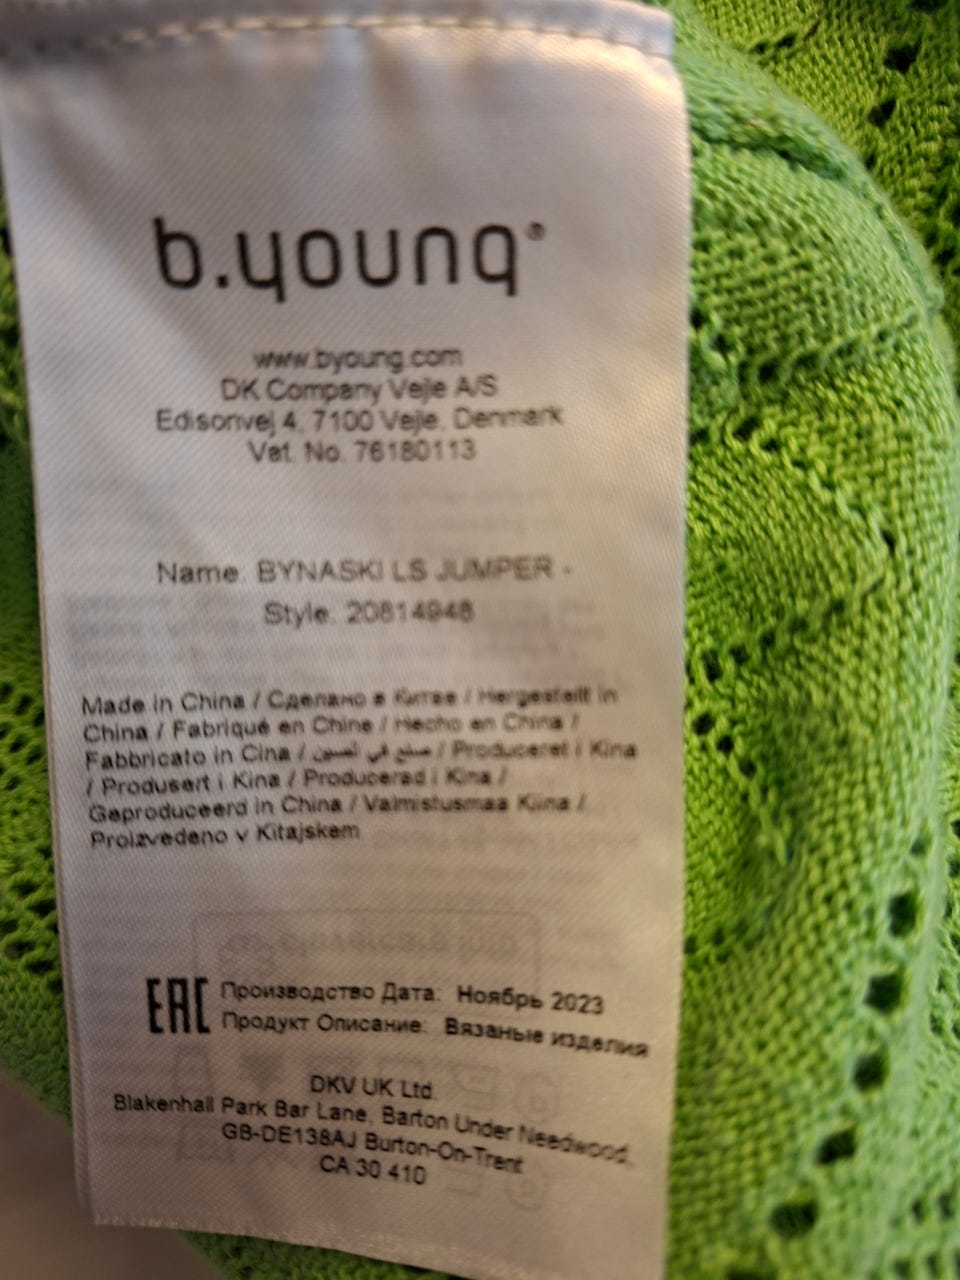 b.young®
www.byoung.com
DK Company Vejle A/S
Edisonvej 4, 7100 Vejle, Denmark
Vat. No. 76180113
Name: BYNASKI LS JUMPER -
Style: 20814948
Made in China / Сделано в Китае / Hergestellt in
China / Fabriqué en Chine / Hecho en China /
Fabbricato in Cina / صنع في الصين / Produceret i Kina
/ Produsert i Kina / Producerad i Kina /
Geproduceerd in China / Valmistusmaa Kiina /
Proizvedeno v Kitajskem
EAC Производство Дата: Ноябрь 2023
Продукт Описание: Вязаные изделия
DKV UK Ltd.
Blakenhall Park Bar Lane, Barton Under Needwood,
GB-DE138AJ Burton-On-Trent
CA 30 410